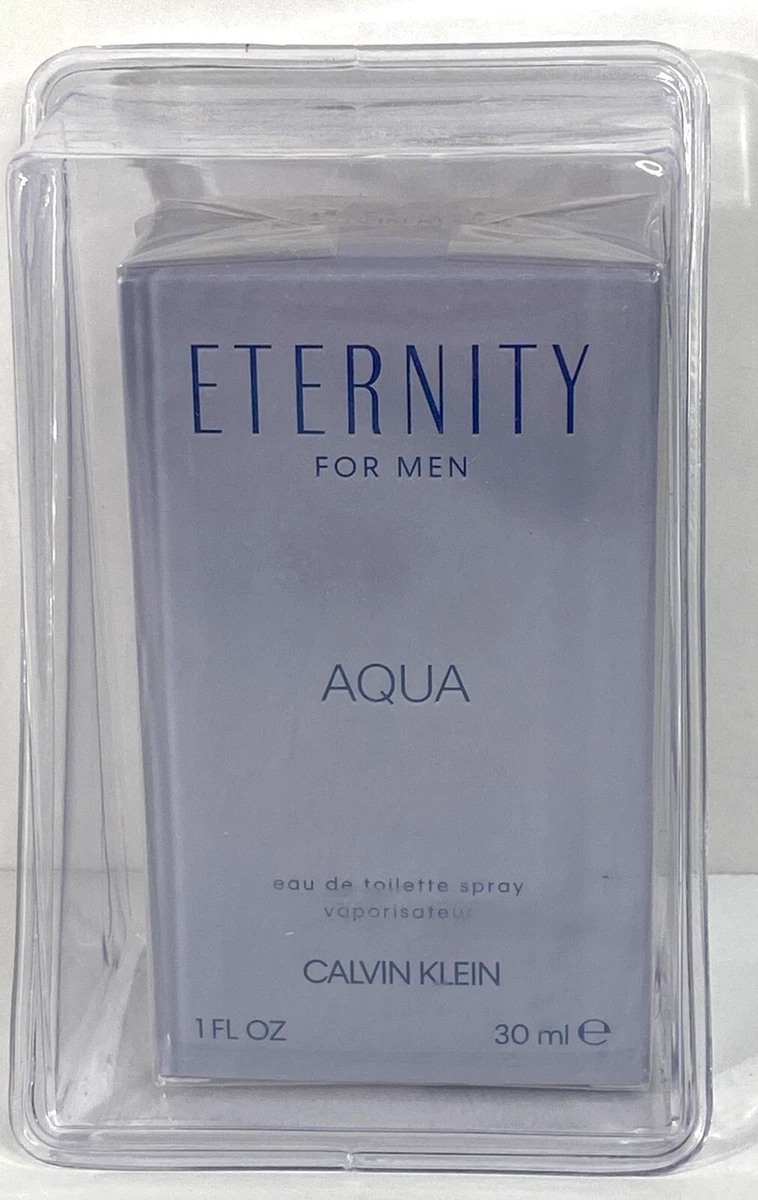 ETERNITY
FOR MEN
AQUA
eau de toilette spray
vaporisateur
CALVIN KLEIN
1 FL OZ 30 ml ℮